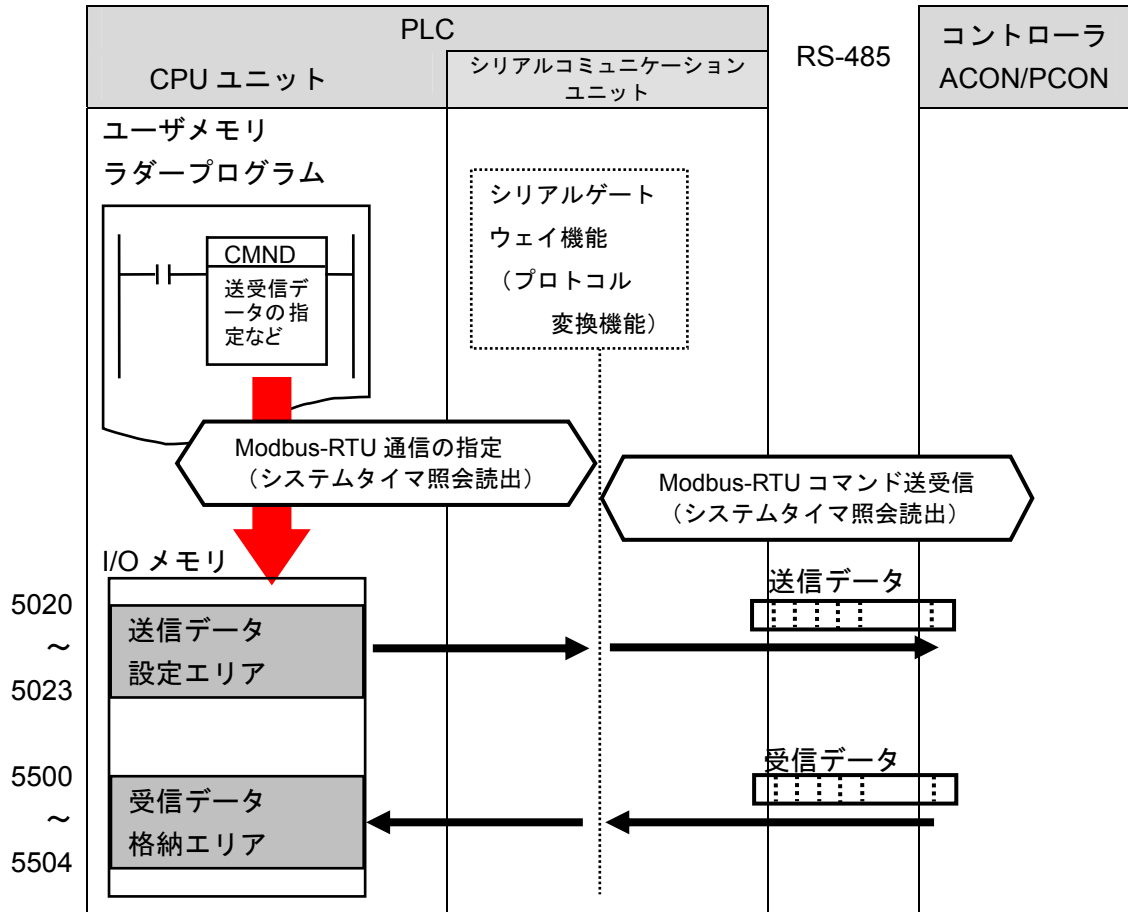 PLC
CPU ユニット
シリアルコミュニケーション
ユニット
RS-485
コントローラ
ACON/PCON
ユーザメモリ
ラダープログラム
CMND
送受信デ
ータの指
定など
シリアルゲート
ウェイ機能
（プロトコル
変換機能）
Modbus-RTU 通信の指定
（システムタイマ照会読出）
Modbus-RTU コマンド送受信
（システムタイマ照会読出）
I/O メモリ
5020
～
5023
送信データ
設定エリア
送信データ
5500
～
5504
受信データ
格納エリア
受信データ